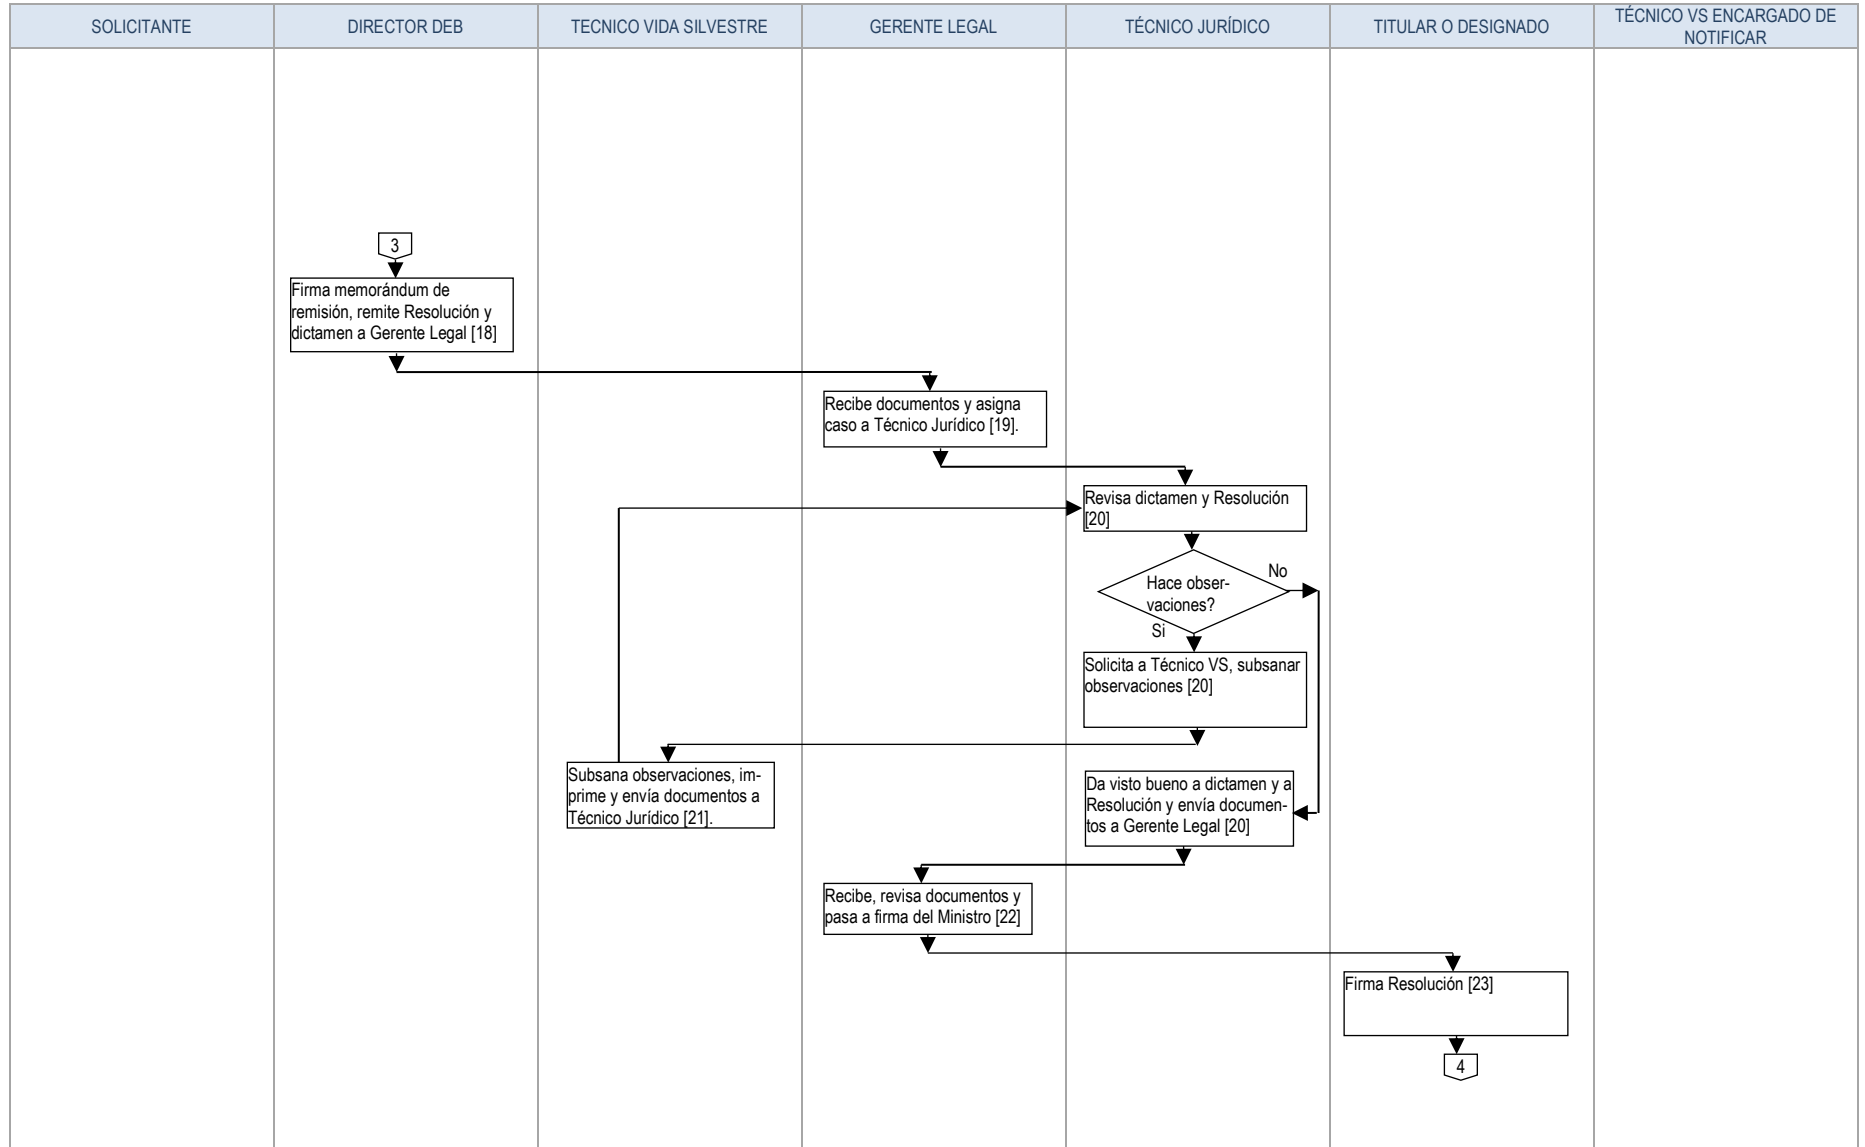 SOLICITANTE
DIRECTOR DEB
TECNICO VIDA SILVESTRE
GERENTE LEGAL
TÉCNICO JURÍDICO
TITULAR O DESIGNADO
TÉCNICO VS ENCARGADO DE
NOTIFICAR
3
Firma memorándum de
remisión, remite Resolución y
dictamen a Gerente Legal [18]
Recibe documentos y asigna
caso a Técnico Jurídico [19].
Revisa dictamen y Resolución
[20]
Hace obser-
vaciones?
No
Si
Solicita a Técnico VS, subsanar
observaciones [20]
Subsana observaciones, im-
prime y envía documentos a
Técnico Jurídico [21].
Da visto bueno a dictamen y a
Resolución y envía documen-
tos a Gerente Legal [20]
Recibe, revisa documentos y
pasa a firma del Ministro [22]
Firma Resolución [23]
4